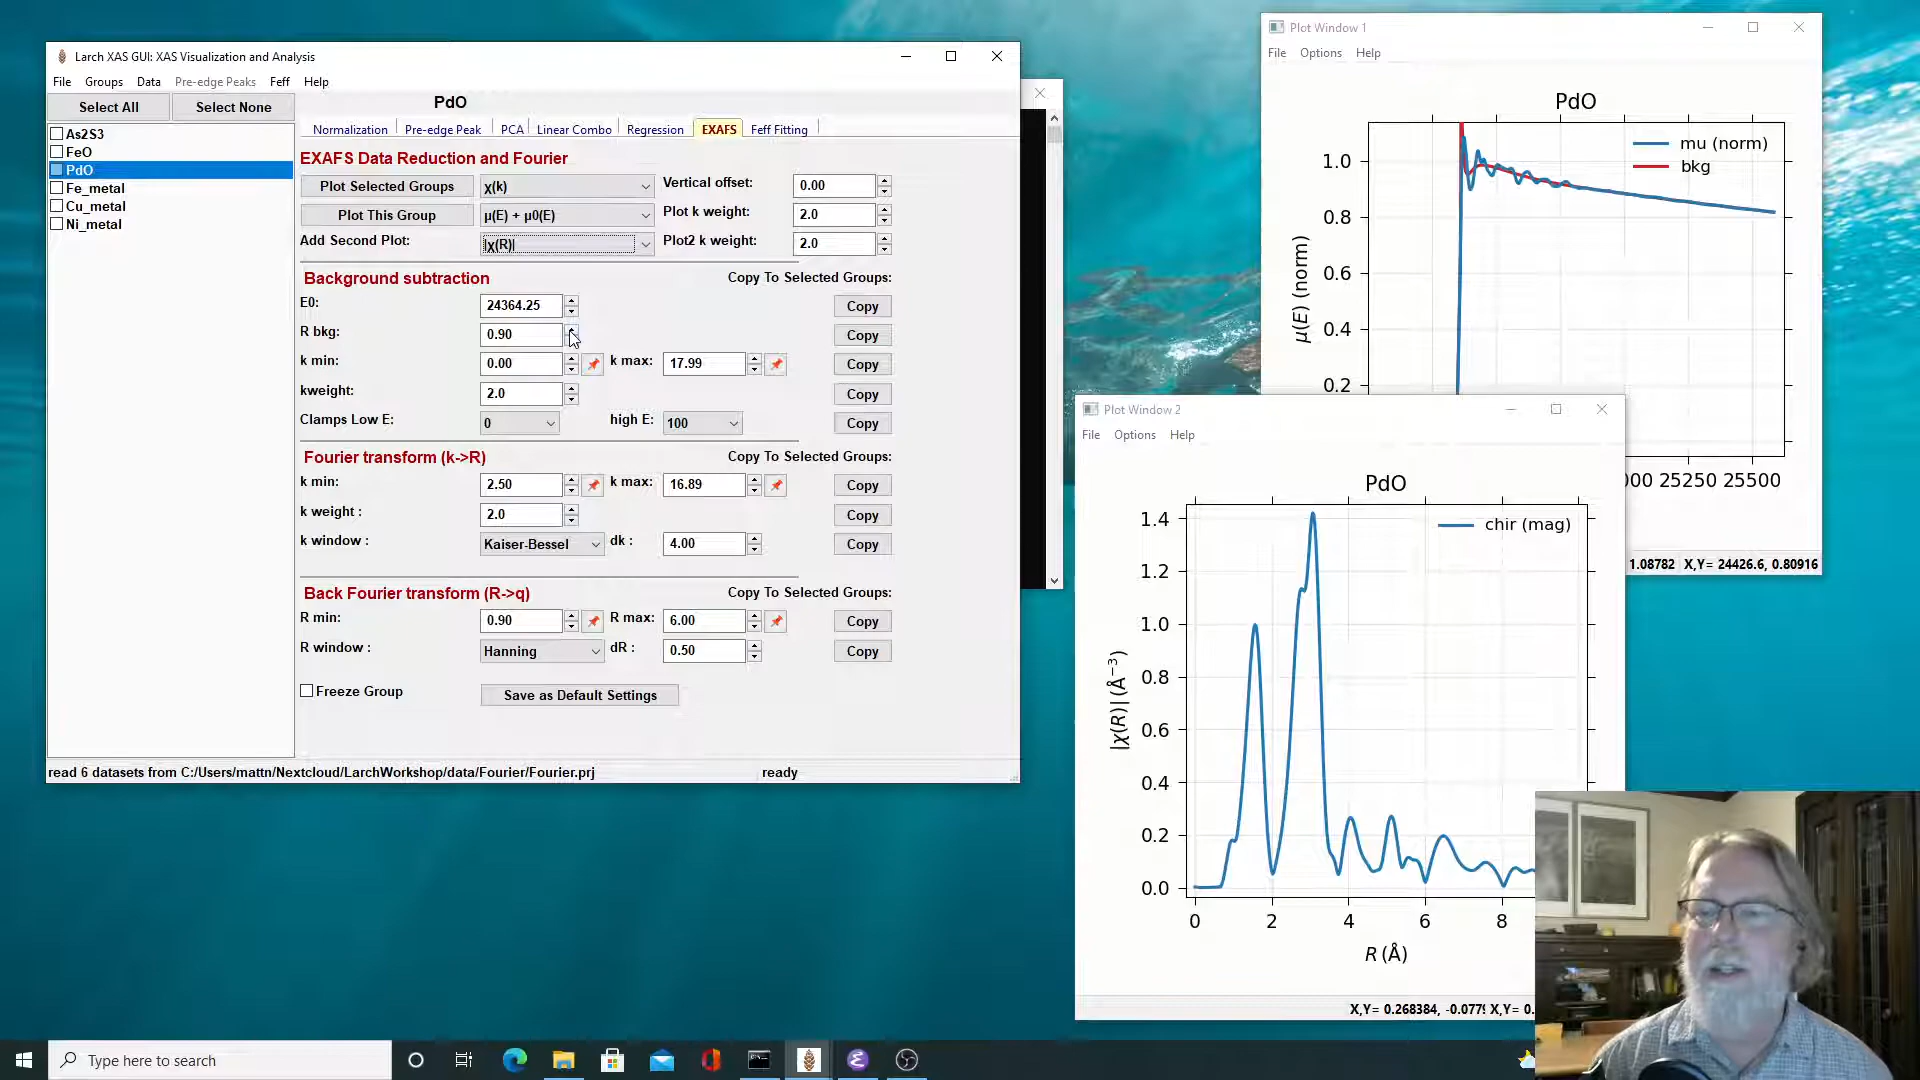 Larch XAS GUI: XAS Visualization and Analysis
File Groups Data Pre-edge Peaks Feff Help
Select All Select None
As2S3
FeO
PdO
Fe_metal
Cu_metal
Ni_metal
PdO
Normalization Pre-edge Peak PCA Linear Combo Regression EXAFS Feff Fitting
EXAFS Data Reduction and Fourier
Plot Selected Groups χ(k) Vertical offset: 0.00
Plot This Group μ(E) + μ0(E) Plot k weight: 2.0
Add Second Plot: |χ(R)| Plot2 k weight: 2.0
Background subtraction Copy To Selected Groups:
E0: 24364.25 Copy
R bkg: 0.90 Copy
k min: 0.00 k max: 17.99 Copy
kweight: 2.0 Copy
Clamps Low E: 0 high E: 100 Copy
Fourier transform (k->R) Copy To Selected Groups:
k min: 2.50 k max: 16.89 Copy
k weight : 2.0 Copy
k window : Kaiser-Bessel dk : 4.00 Copy
Back Fourier transform (R->q) Copy To Selected Groups:
R min: 0.90 R max: 6.00 Copy
R window : Hanning dR : 0.50 Copy
Freeze Group Save as Default Settings
read 6 datasets from C:/Users/mattn/Nextcloud/LarchWorkshop/data/Fourier/Fourier.prj ready
Plot Window 1
File Options Help
PdO
mu (norm)
bkg
μ(E) (norm)
1.0
0.8
0.6
0.4
0.2
00 25250 25500
1.08782 X,Y= 24426.6, 0.80916
Plot Window 2
File Options Help
PdO
chir (mag)
|χ(R)| (Å⁻³)
1.4
1.2
1.0
0.8
0.6
0.4
0.2
0.0
0 2 4 6 8
R (Å)
X,Y= 0.268384, -0.077 X,Y= 0.
Type here to search